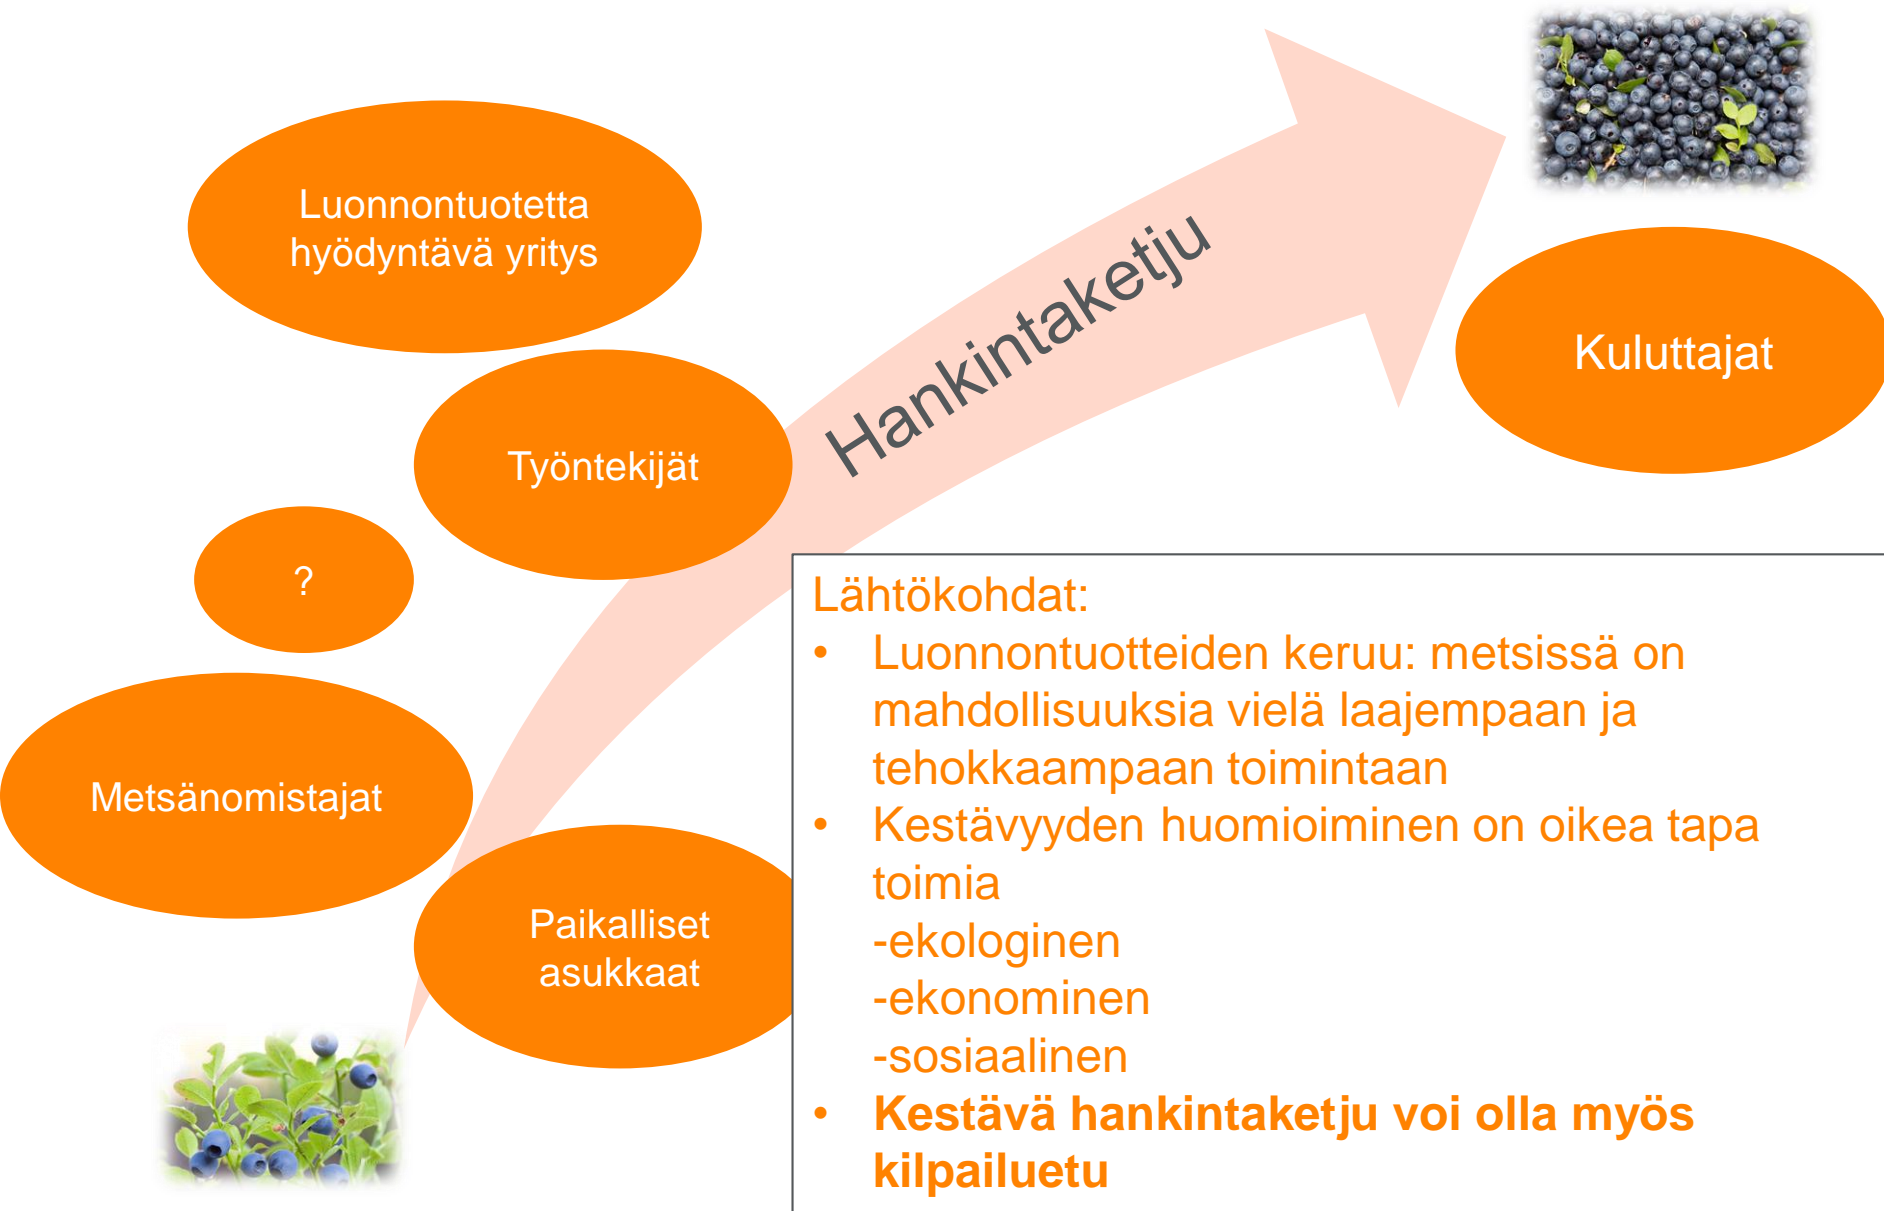 Luonnontuotetta
hyödyntävä yritys
Hankintaketju
Kuluttajat
Työntekijät
?
Metsänomistajat
Paikalliset
asukkaat
Lähtökohdat:
• Luonnontuotteiden keruu: metsissä on
mahdollisuuksia vielä laajempaan ja
tehokkaampaan toimintaan
• Kestävyyden huomioiminen on oikea tapa
toimia
-ekologinen
-ekonominen
-sosiaalinen
• Kestävä hankintaketju voi olla myös
kilpailuetu